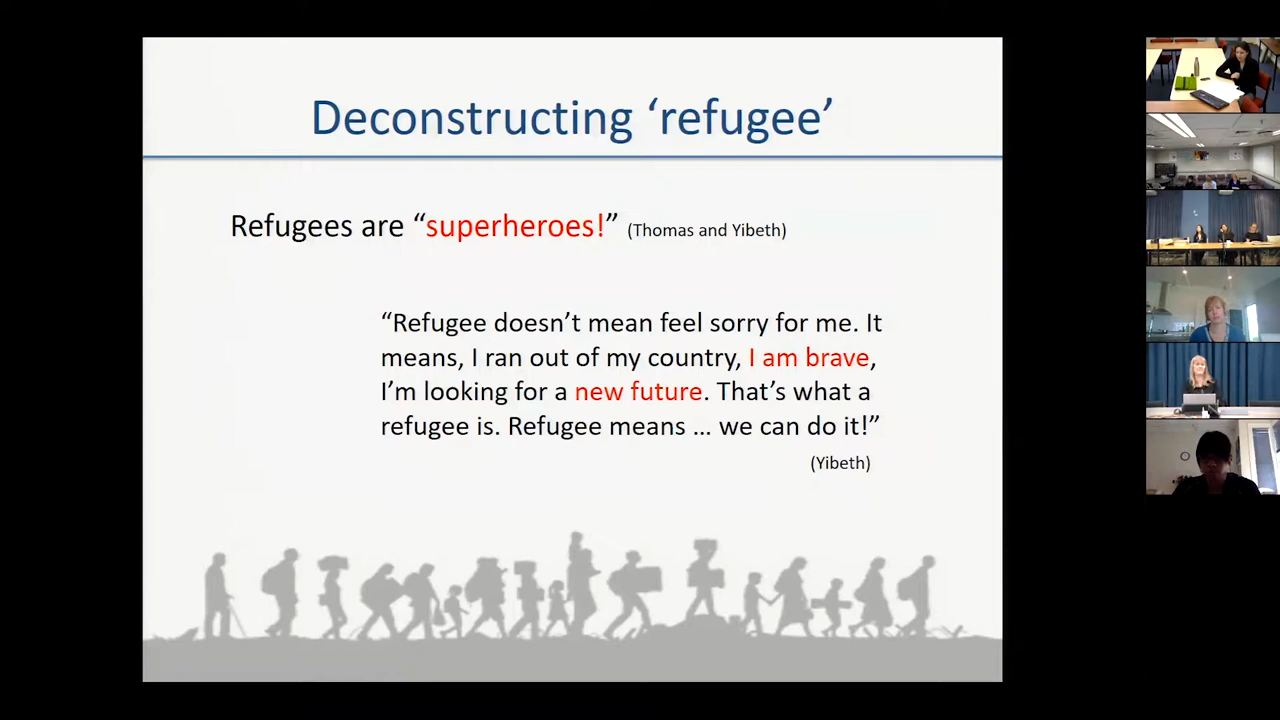 Deconstructing ‘refugee’
Refugees are “superheroes!” (Thomas and Yibeth)
“Refugee doesn’t mean feel sorry for me. It
means, I ran out of my country, I am brave,
I’m looking for a new future. That’s what a
refugee is. Refugee means … we can do it!”
(Yibeth)